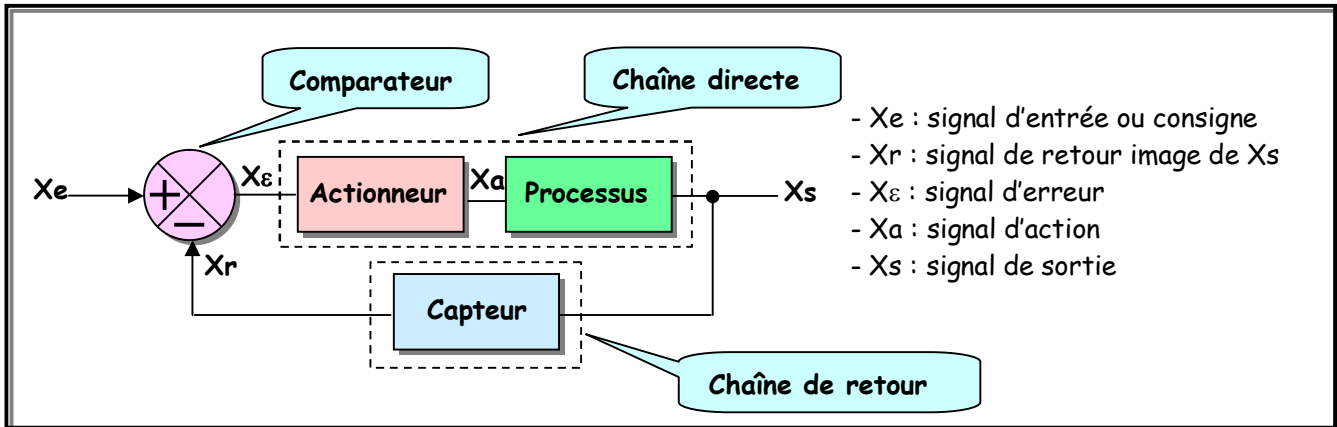 Comparateur
Chaîne directe
Xe
+
−
Xε
Actionneur
Xa
Processus
Xs
Xr
Capteur
Chaîne de retour
- Xe : signal d'entrée ou consigne
- Xr : signal de retour image de Xs
- Xε : signal d'erreur
- Xa : signal d'action
- Xs : signal de sortie